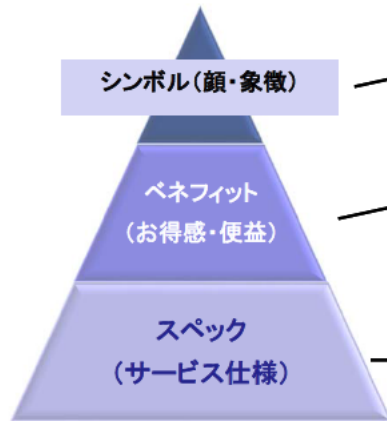 シンボル(顔・象徴)
ベネフィット
(お得感・便益)
スペック
(サービス仕様)